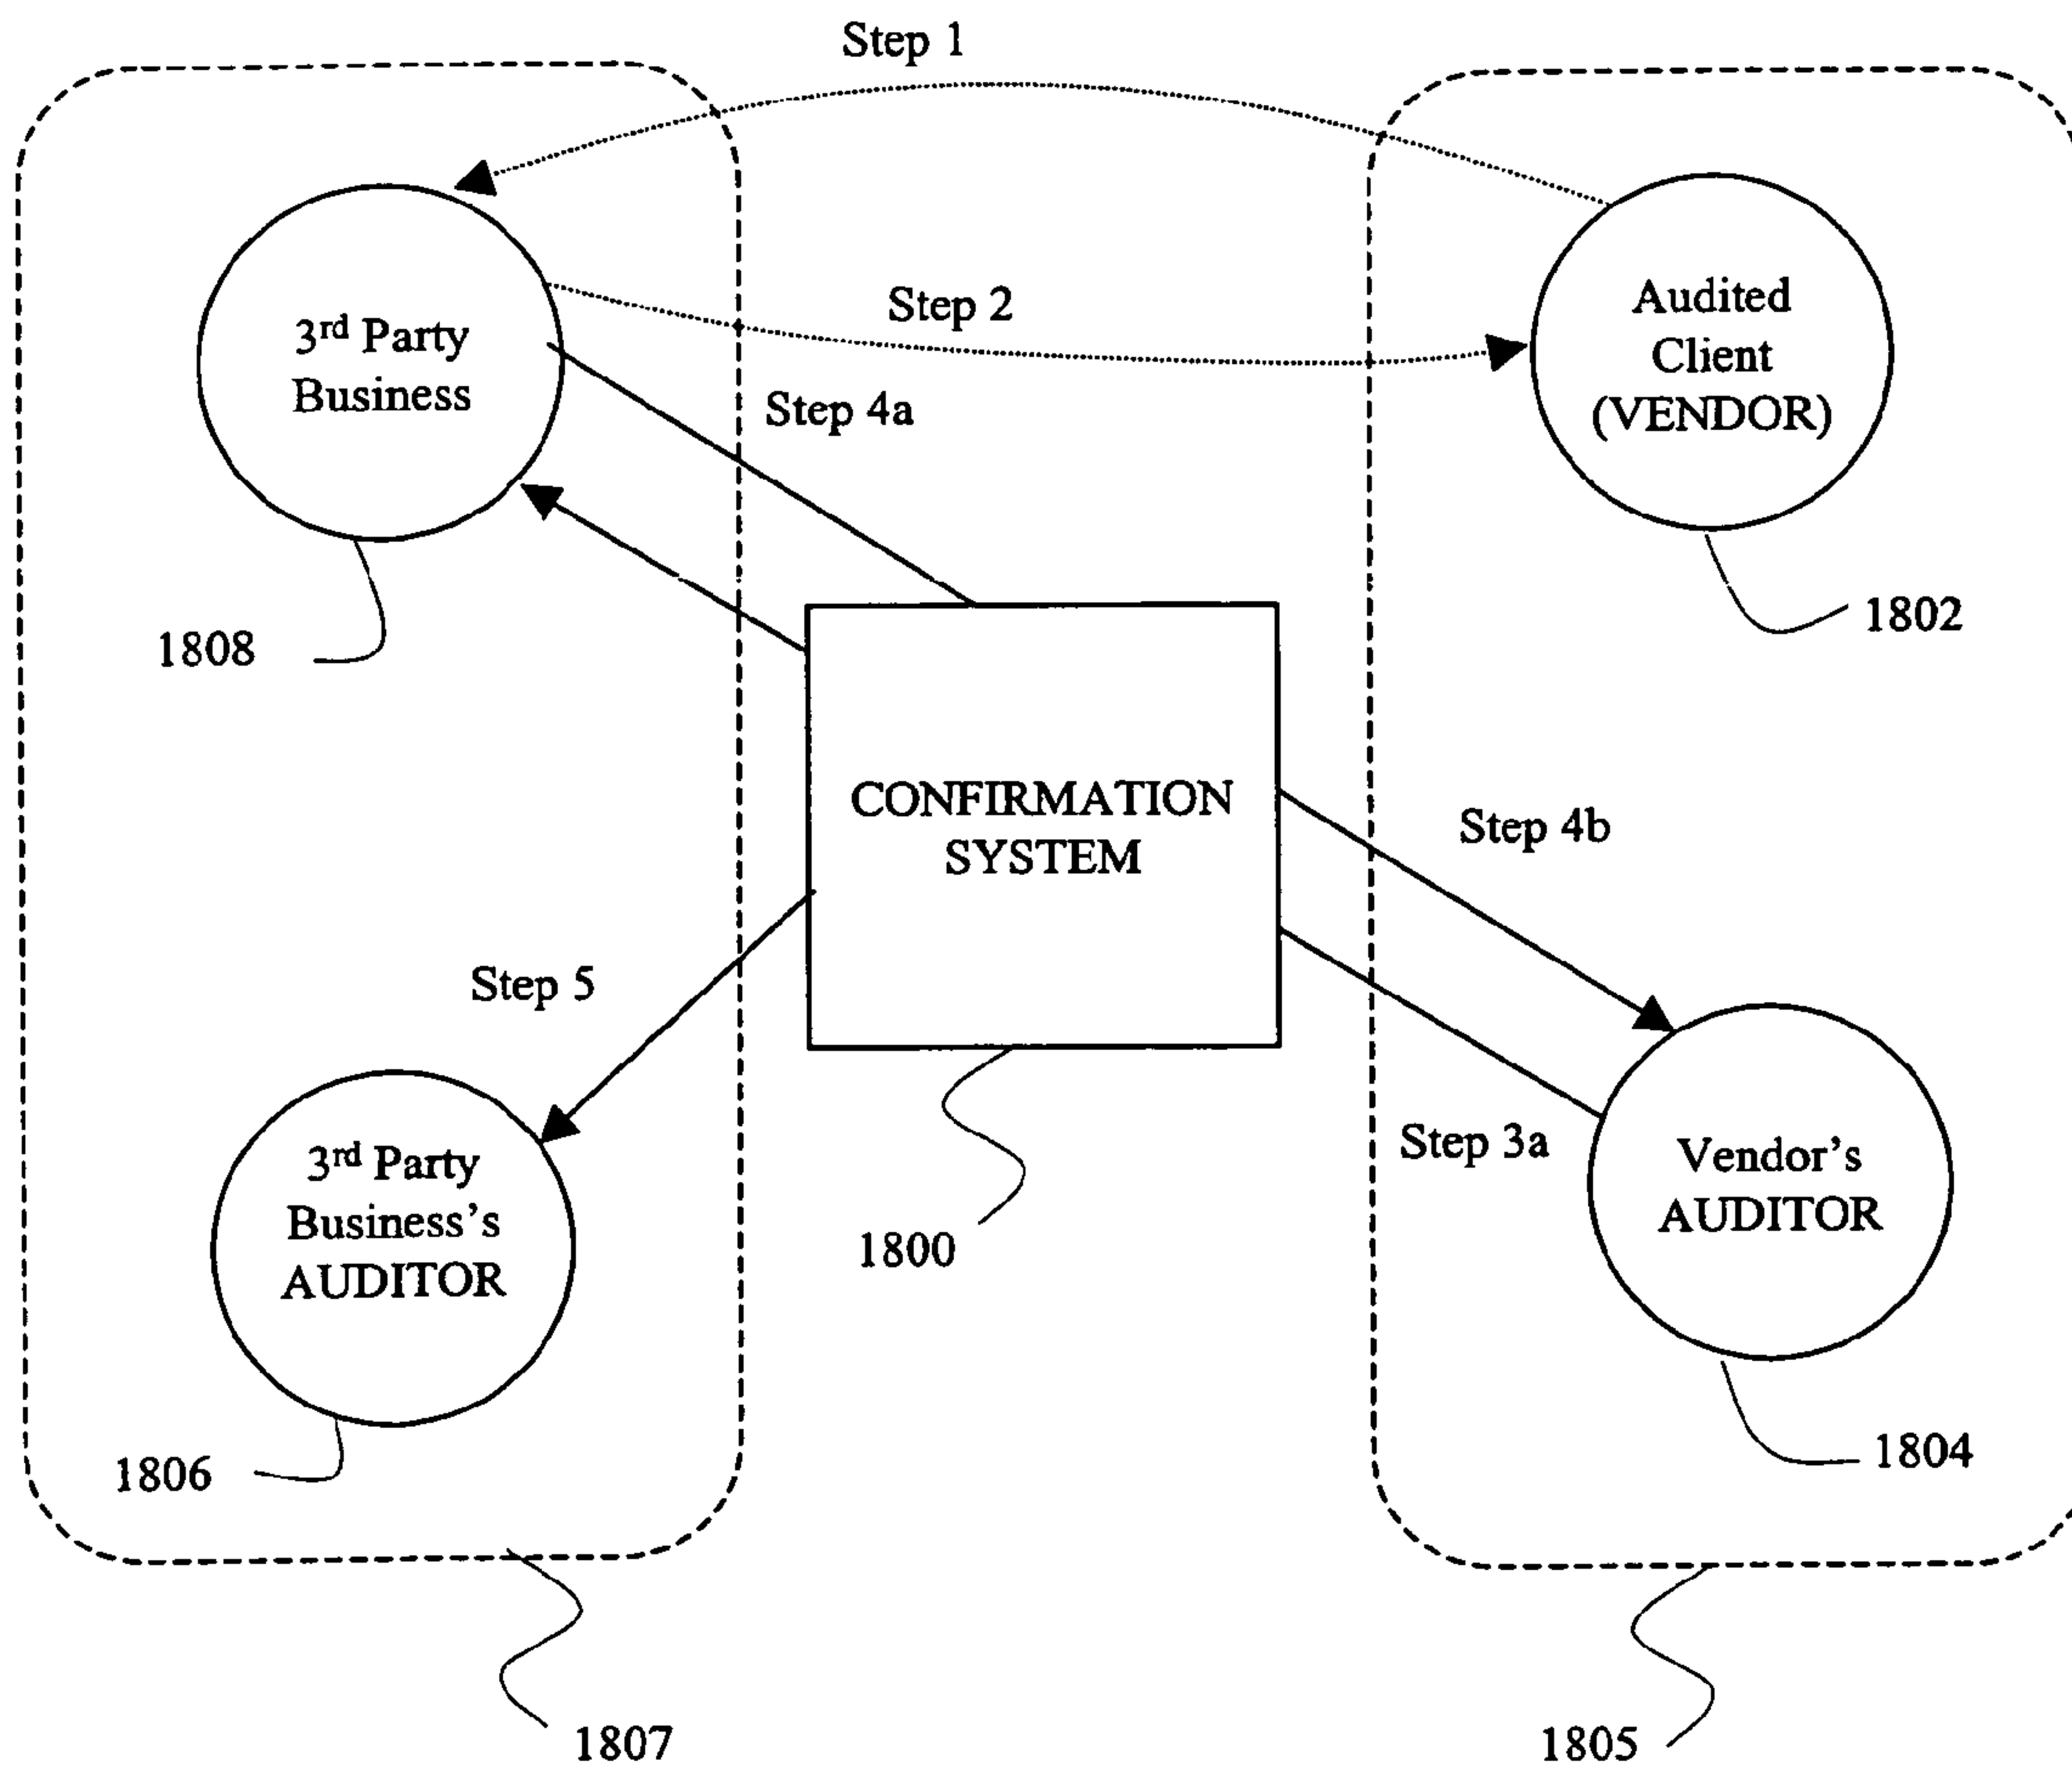 Step 1
Step 2
3rd Party
Business
Audited
Client
(VENDOR)
Step 4a
1808
1802
CONFIRMATION
SYSTEM
Step 4b
Step 5
Step 3a
3rd Party
Business's
AUDITOR
Vendor's
AUDITOR
1800
1806
1804
1807
1805